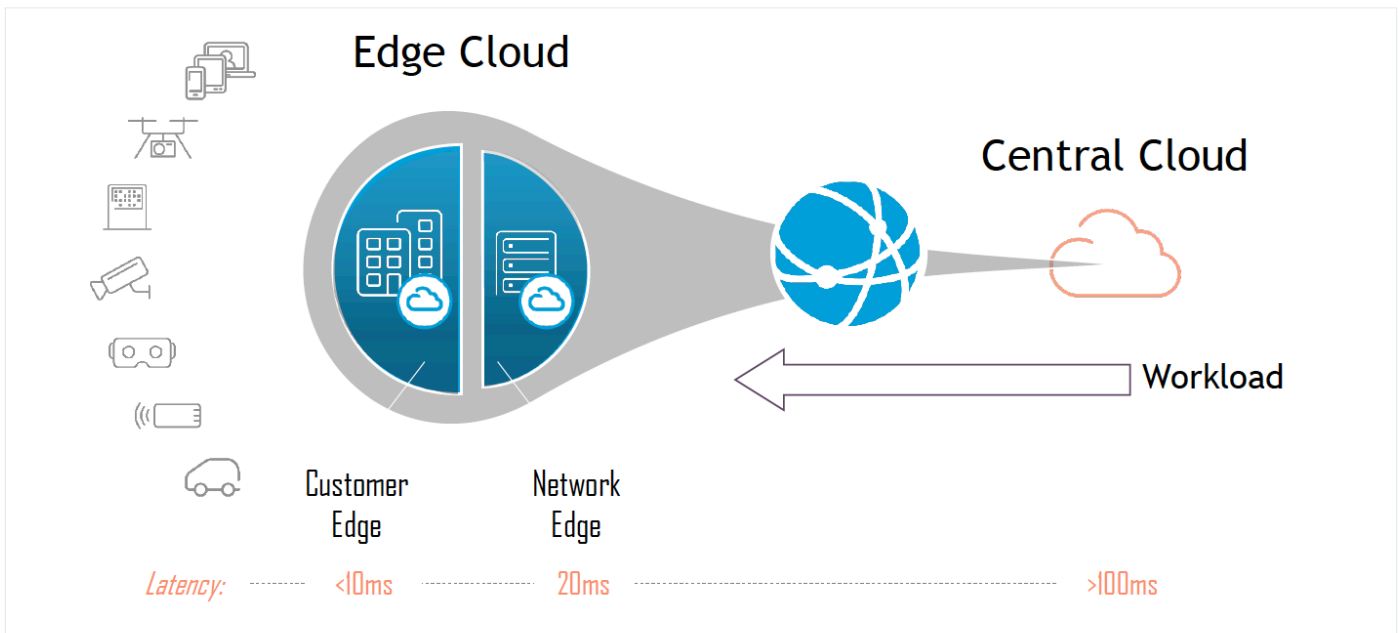 Edge Cloud
Central Cloud
Workload
Customer
Edge
Network
Edge
Latency: <10ms 20ms >100ms